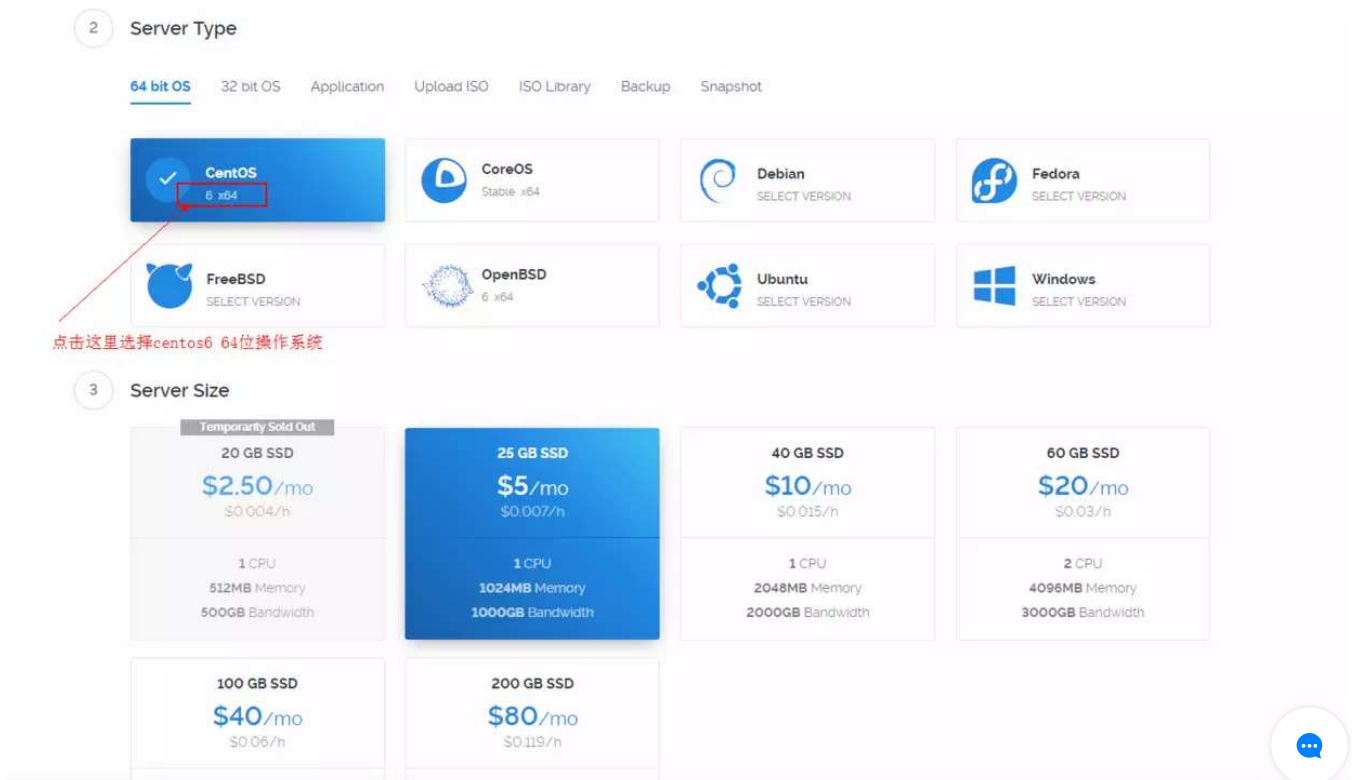 2 Server Type
64 bit OS 32 bit OS Application Upload ISO ISO Library Backup Snapshot
CentOS
6 x64
CoreOS
Stable x64
Debian
SELECT VERSION
Fedora
SELECT VERSION
FreeBSD
SELECT VERSION
OpenBSD
6 x64
Ubuntu
SELECT VERSION
Windows
SELECT VERSION
点击这里选择centos6 64位操作系统
3 Server Size
Temporarily Sold Out
20 GB SSD
$2.50/mo
$0.004/h
1 CPU
512MB Memory
500GB Bandwidth
25 GB SSD
$5/mo
$0.007/h
1 CPU
1024MB Memory
1000GB Bandwidth
40 GB SSD
$10/mo
$0.015/h
1 CPU
2048MB Memory
2000GB Bandwidth
60 GB SSD
$20/mo
$0.03/h
2 CPU
4096MB Memory
3000GB Bandwidth
100 GB SSD
$40/mo
$0.06/h
200 GB SSD
$80/mo
$0.119/h